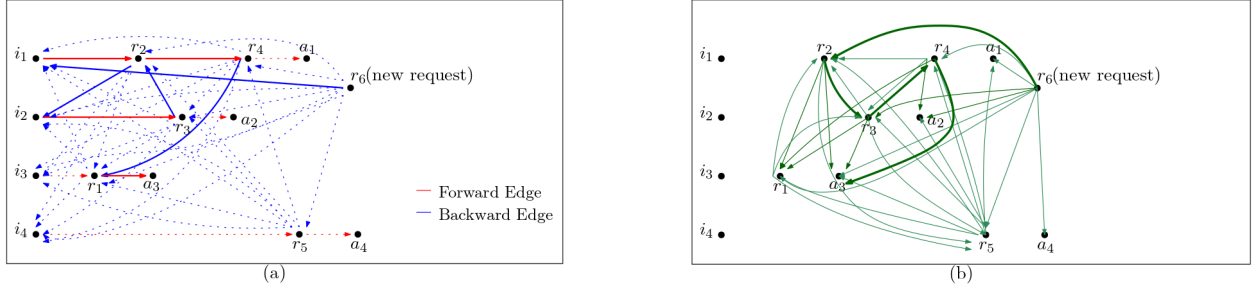 i1 r2 r4 a1
r6(new request)
i2 r3 a2
i3 r1 a3
Forward Edge
Backward Edge
i4 r5 a4
(a)
i1 r2 r4 a1
r6(new request)
i2 r3 a2
i3 r1 a3
i4 r5 a4
(b)